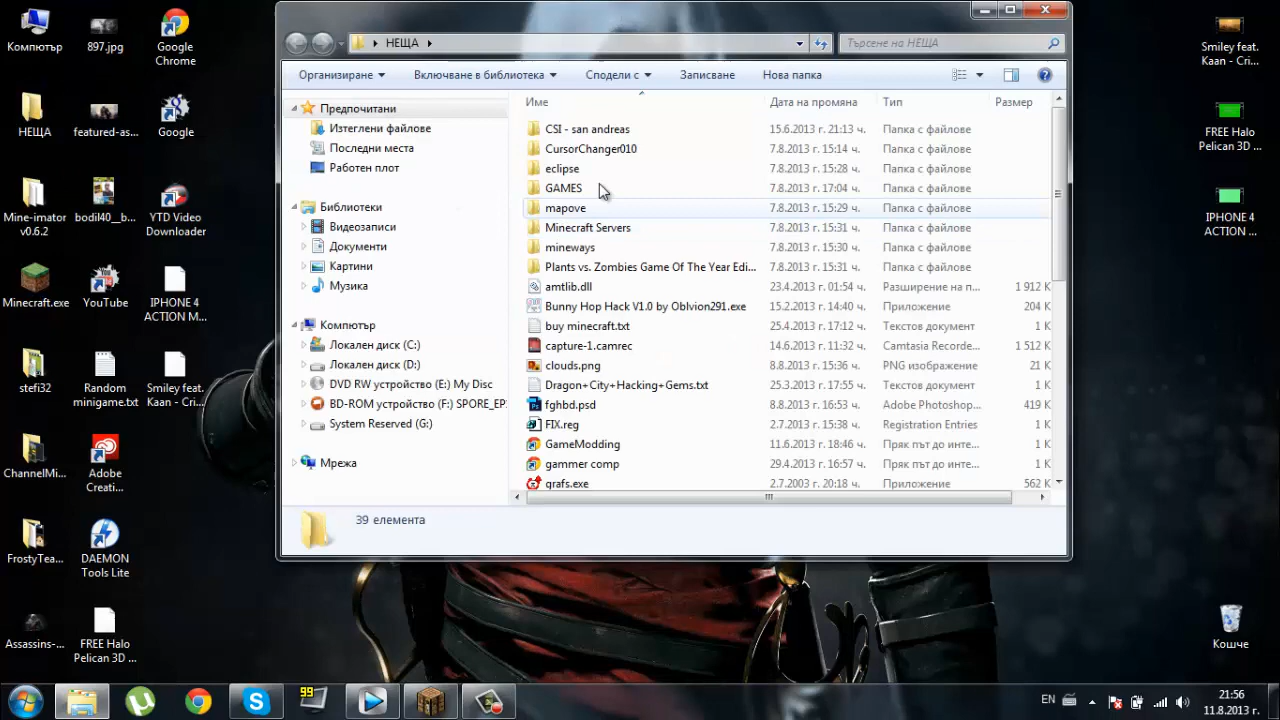 Компютър
897.jpg
Google
Chrome
НЕЩА
featured-as...
Google
Mine-imator
v0.6.2
bodil40__b...
YTD Video
Downloader
Minecraft.exe
YouTube
IPHONE 4
ACTION M...
stefi32
Random
minigame.txt
Smiley feat.
Kaan - Cri...
ChannelMi...
Adobe
Creati...
FrostyTea...
DAEMON
Tools Lite
Assassins-...
FREE Halo
Pelican 3D ...
НЕЩА
Търсене на НЕЩА
Организиране
Включване в библиотека
Сподели с
Записване
Нова папка
Предпочитани
Изтеглени файлове
Последни места
Работен плот
Библиотеки
Видеозаписи
Документи
Картини
Музика
Компютър
Локален диск (C:)
Локален диск (D:)
DVD RW устройство (E:) My Disc
BD-ROM устройство (F:) SPORE_EP
System Reserved (G:)
Мрежа
Име Дата на промяна Тип Размер
CSI - san andreas 15.6.2013 г. 21:13 Папка с файлове
CursorChanger010 7.8.2013 г. 15:14 Папка с файлове
eclipse 7.8.2013 г. 15:28 Папка с файлове
GAMES 7.8.2013 г. 17:04 Папка с файлове
mapove 7.8.2013 г. 15:29 Папка с файлове
Minecraft Servers 7.8.2013 г. 15:31 Папка с файлове
mineways 7.8.2013 г. 15:30 Папка с файлове
Plants vs. Zombies Game Of The Year Edi... 7.8.2013 г. 15:31 Папка с файлове
amtlib.dll 23.4.2013 г. 01:54 Разширение на п... 1 912 K
Bunny Hop Hack V1.0 by Oblvion291.exe 15.2.2013 г. 14:40 Приложение 204 K
buy minecraft.txt 25.4.2013 г. 17:12 Текстов документ 1 K
capture-1.camrec 14.6.2013 г. 11:32 Camtasia Recorde... 1 512 K
clouds.png 8.8.2013 г. 15:36 PNG изображение 21 K
Dragon+City+Hacking+Gems.txt 25.3.2013 г. 17:55 Текстов документ 1 K
fghbd.psd 8.8.2013 г. 16:53 Adobe Photoshop... 419 K
FIX.reg 2.7.2013 г. 15:38 Registration Entries 1 K
GameModding 11.6.2013 г. 18:46 Пряк път до инте... 1 K
gammer comp 29.4.2013 г. 16:57 Пряк път до инте... 1 K
grafs.exe 2.7.2003 г. 20:18 Приложение 562 K
39 елемента
Smiley feat.
Kaan - Cri...
FREE Halo
Pelican 3D ...
IPHONE 4
ACTION ...
Кошче
99
EN
21:56
11.8.2013 г.